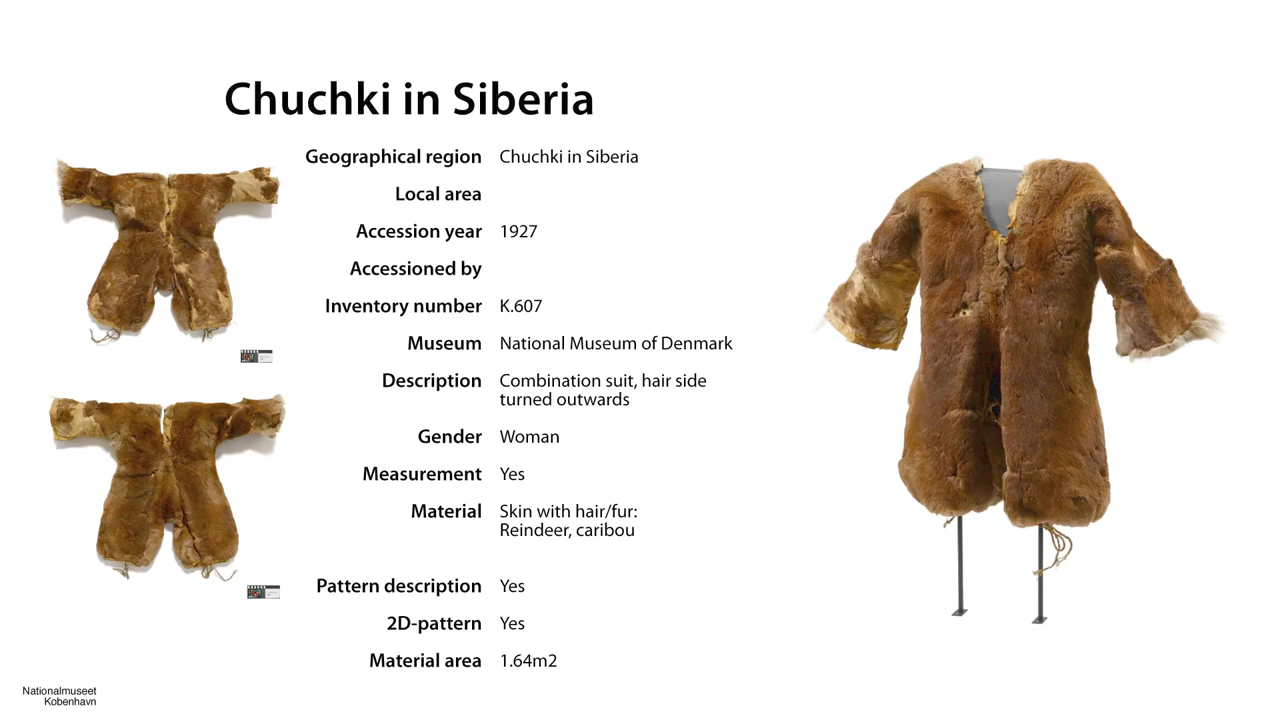 Chuchki in Siberia
Geographical region Chuchki in Siberia
Local area
Accession year 1927
Accessioned by
Inventory number K.607
Museum National Museum of Denmark
Description Combination suit, hair side
turned outwards
Gender Woman
Measurement Yes
Material Skin with hair/fur:
Reindeer, caribou
Pattern description Yes
2D-pattern Yes
Material area 1.64m2
Nationalmuseet
Kobenhavn